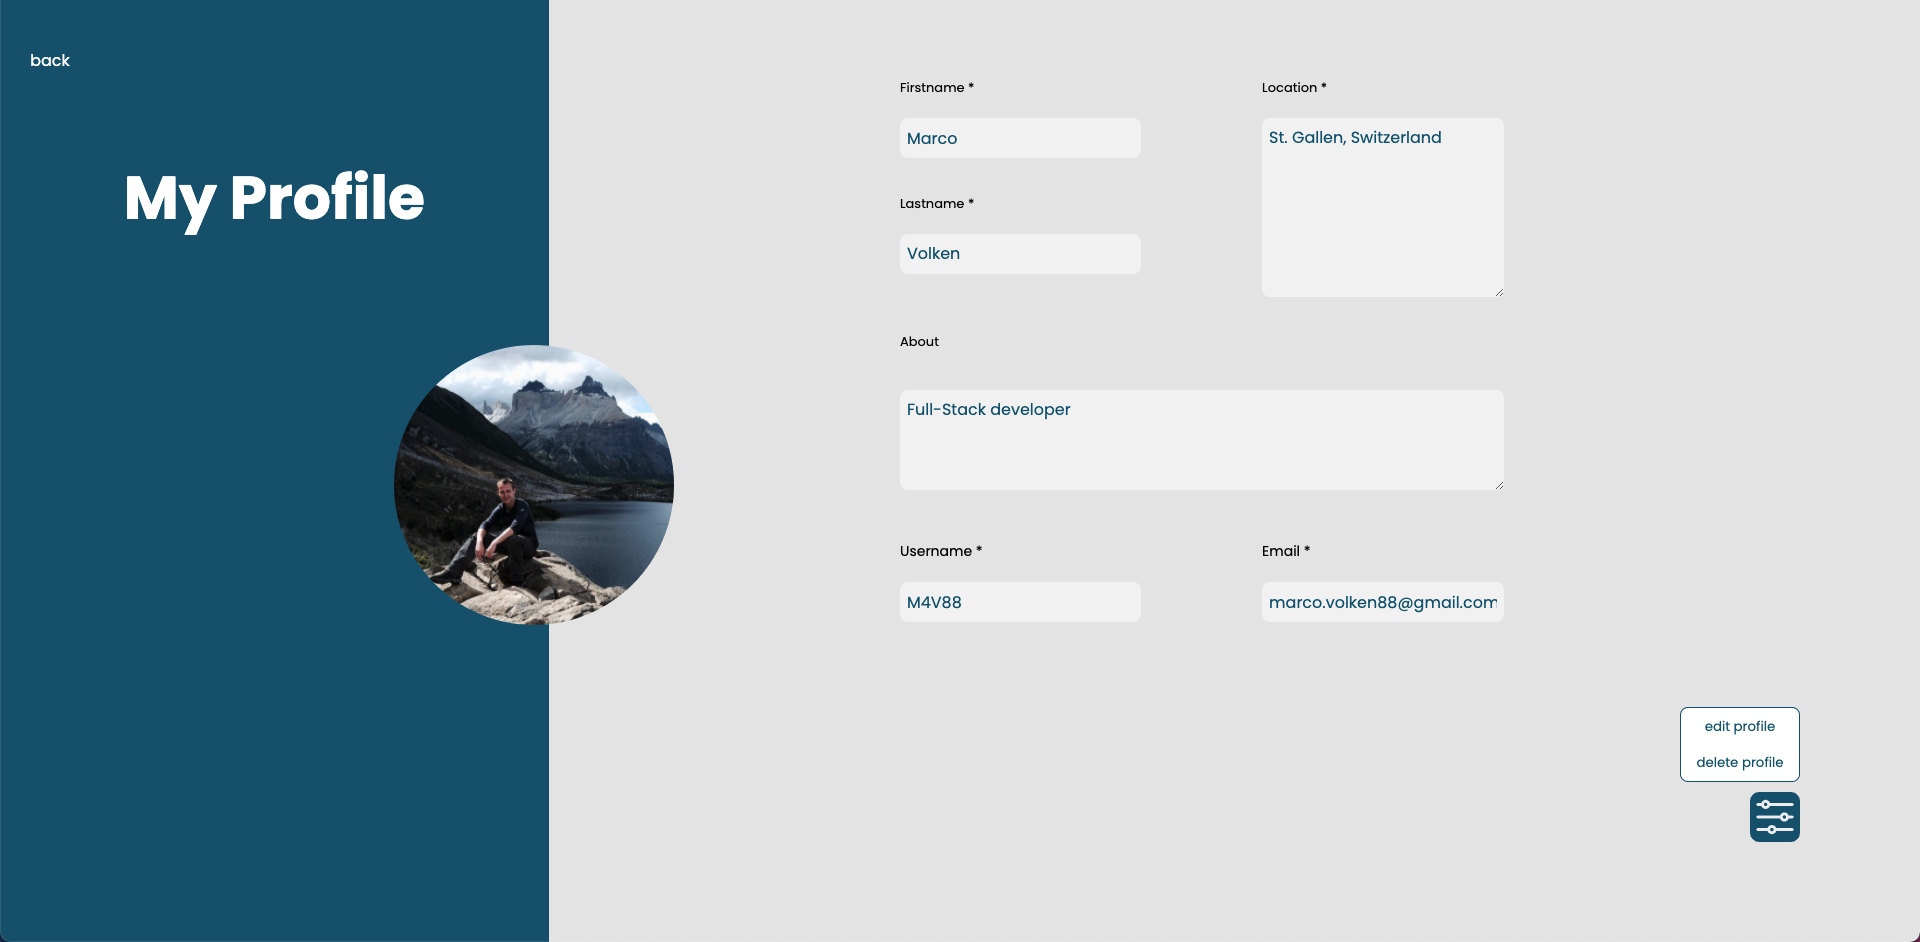 back
My Profile
Firstname *
Marco
Lastname *
Volken
Location *
St. Gallen, Switzerland
About
Full-Stack developer
Username *
M4V88
Email *
marco.volken88@gmail.com
edit profile
delete profile